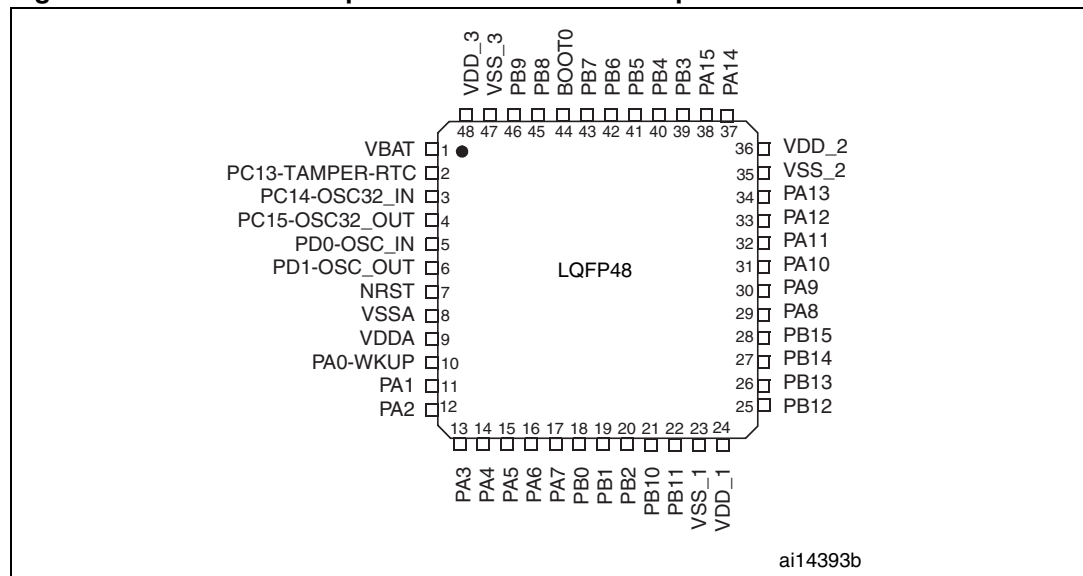 VDD_3
VSS_3
PB9
PB8
BOOT0
PB7
PB6
PB5
PB4
PB3
PA15
PA14
48 47 46 45 44 43 42 41 40 39 38 37
VBAT 1
PC13-TAMPER-RTC 2
PC14-OSC32_IN 3
PC15-OSC32_OUT 4
PD0-OSC_IN 5
PD1-OSC_OUT 6
NRST 7
VSSA 8
VDDA 9
PA0-WKUP 10
PA1 11
PA2 12
LQFP48
36 VDD_2
35 VSS_2
34 PA13
33 PA12
32 PA11
31 PA10
30 PA9
29 PA8
28 PB15
27 PB14
26 PB13
25 PB12
13 14 15 16 17 18 19 20 21 22 23 24
PA3
PA4
PA5
PA6
PA7
PB0
PB1
PB2
PB10
PB11
VSS_1
VDD_1
ai14393b